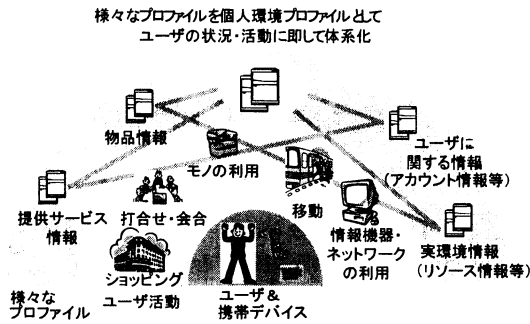 様々なプロファイルを個人環境プロファイルとして
ユーザの状況・活動に即して体系化
物品情報
モノの利用
ユーザに
関する情報
(アカウント情報等)
提供サービス
情報
打合せ・会合
移動
情報機器・
ネットワーク
の利用
実環境情報
(リソース情報等)
ショッピング
ユーザ活動
様々な
プロファイル
ユーザ&
携帯デバイス